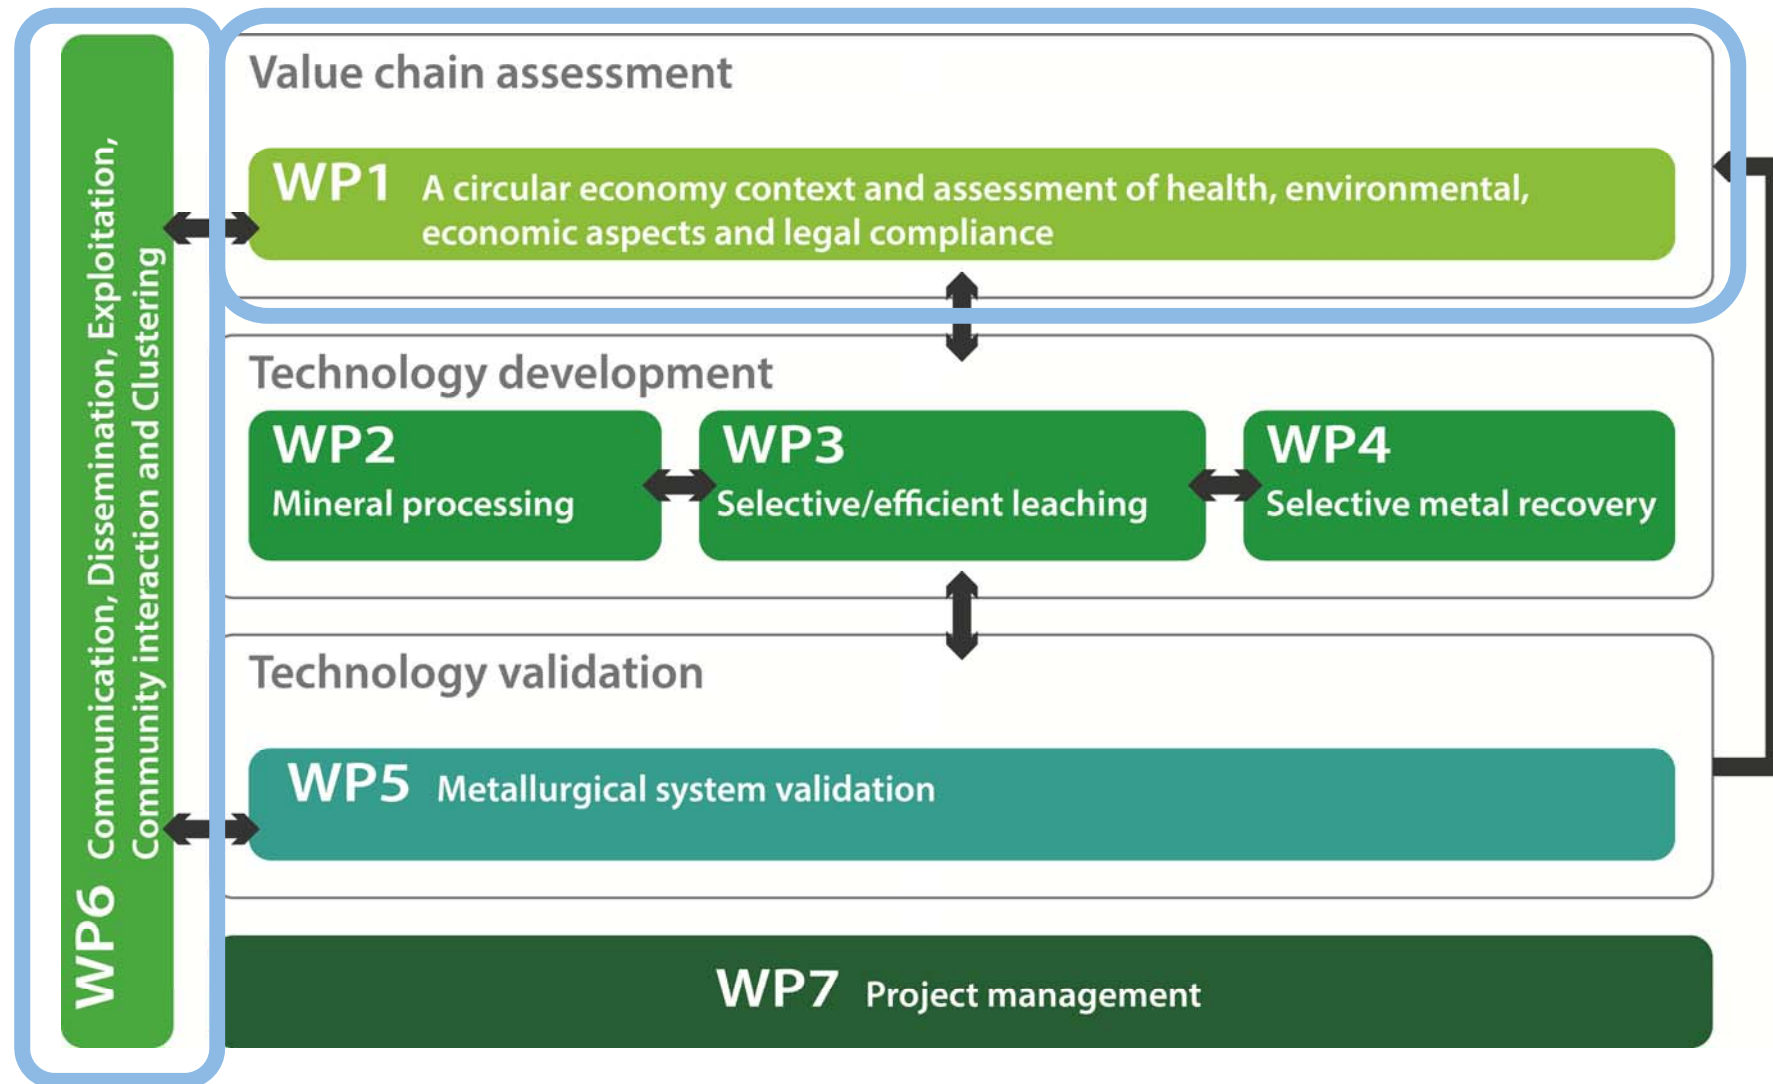 Value chain assessment
WP1 A circular economy context and assessment of health, environmental,
economic aspects and legal compliance
Technology development
WP2
Mineral processing
WP3
Selective/efficient leaching
WP4
Selective metal recovery
Technology validation
WP5 Metallurgical system validation
WP6 Communication, Dissemination, Exploitation,
Community interaction and Clustering
WP7 Project management